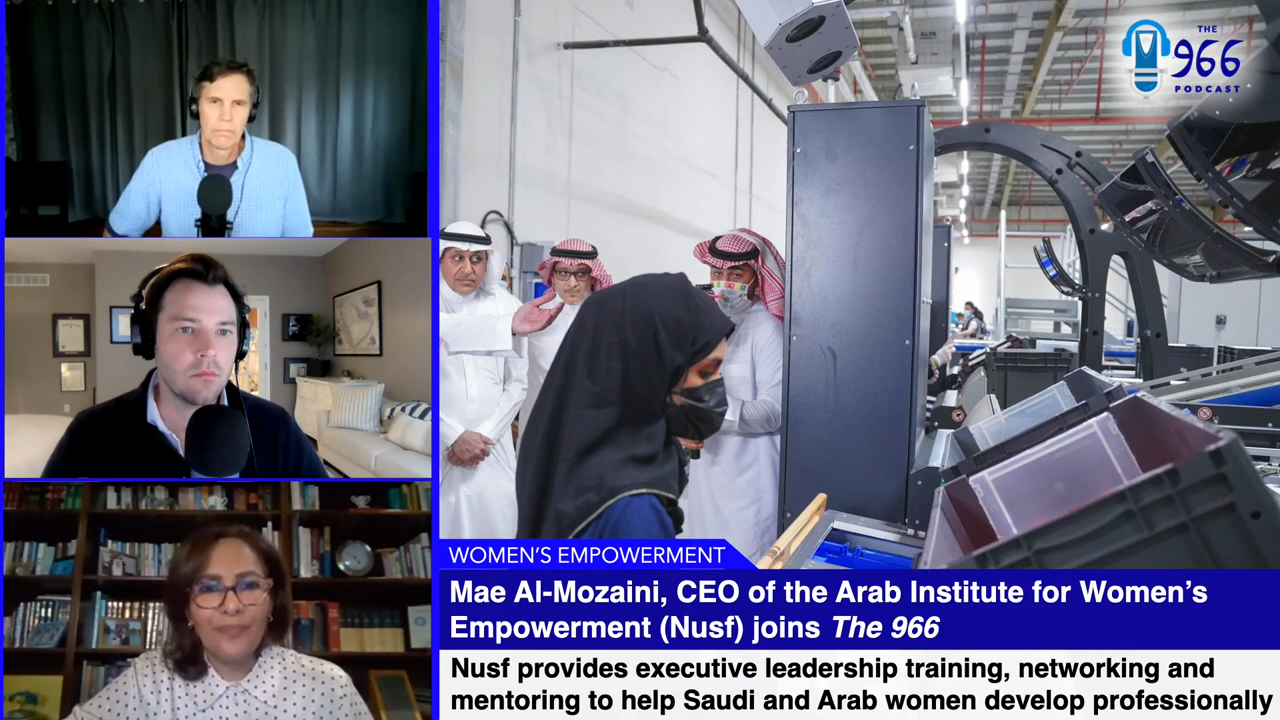 THE
966
PODCAST
WOMEN'S EMPOWERMENT
Mae Al-Mozaini, CEO of the Arab Institute for Women's
Empowerment (Nusf) joins The 966
Nusf provides executive leadership training, networking and
mentoring to help Saudi and Arab women develop professionally